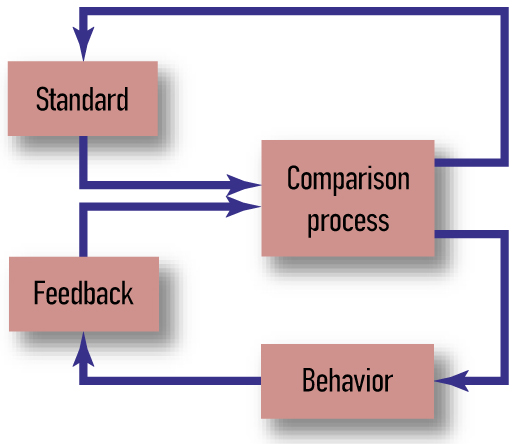 Standard
Comparison
process
Feedback
Behavior